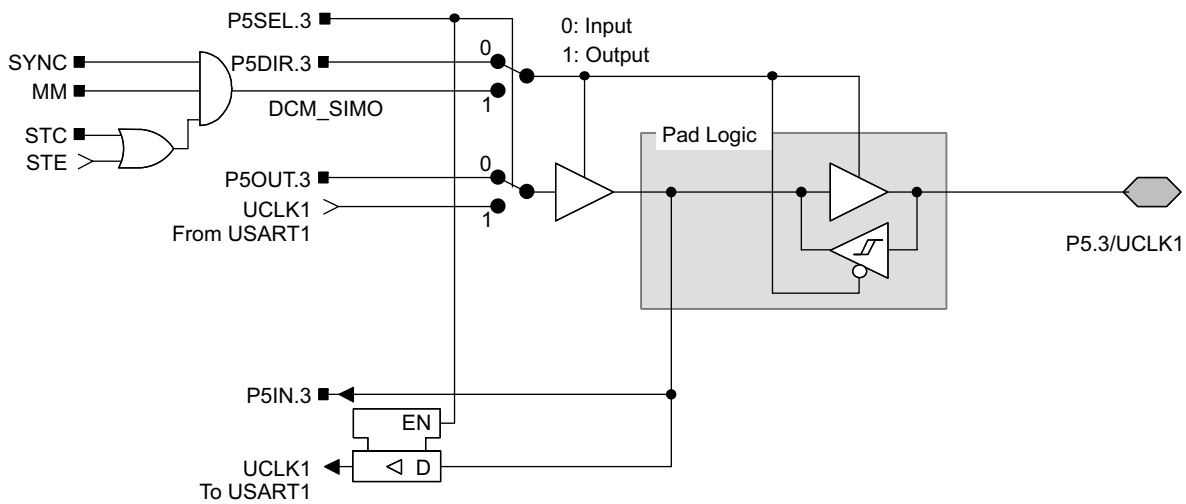 P5SEL.3
0: Input
1: Output
SYNC
P5DIR.3
0
MM
1
DCM_SIMO
STC
STE
Pad Logic
P5OUT.3
0
UCLK1
From USART1
1
P5.3/UCLK1
P5IN.3
EN
UCLK1
To USART1
D